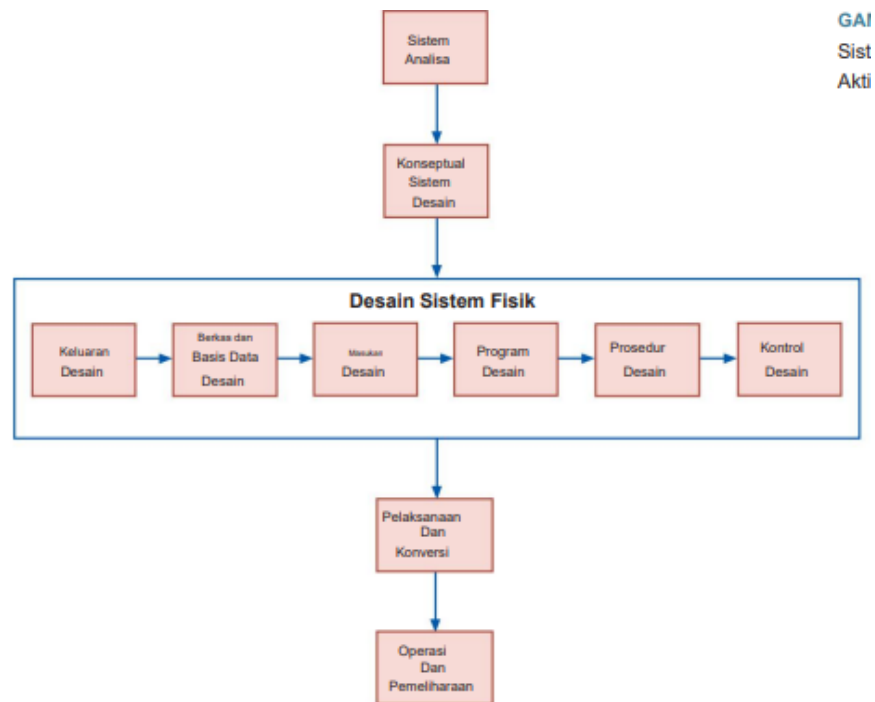 GAM
Sist
Akti
Sistem
Analisa
Konseptual
Sistem
Desain
Desain Sistem Fisik
Keluaran
Desain
Berkas dan
Basis Data
Desain
Masukan
Desain
Program
Desain
Prosedur
Desain
Kontrol
Desain
Pelaksanaan
Dan
Konversi
Operasi
Dan
Pemeliharaan